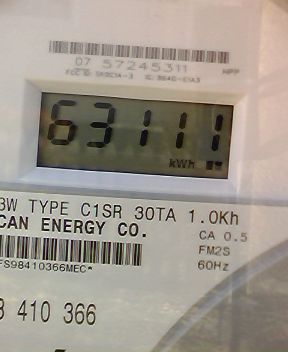 07 57245311
63111
kWh
3W TYPE C1SR 30TA 1.0Kh
CAN ENERGY CO.
CA 0.5
FM2S
60Hz
FS98410366MEC*
410 366